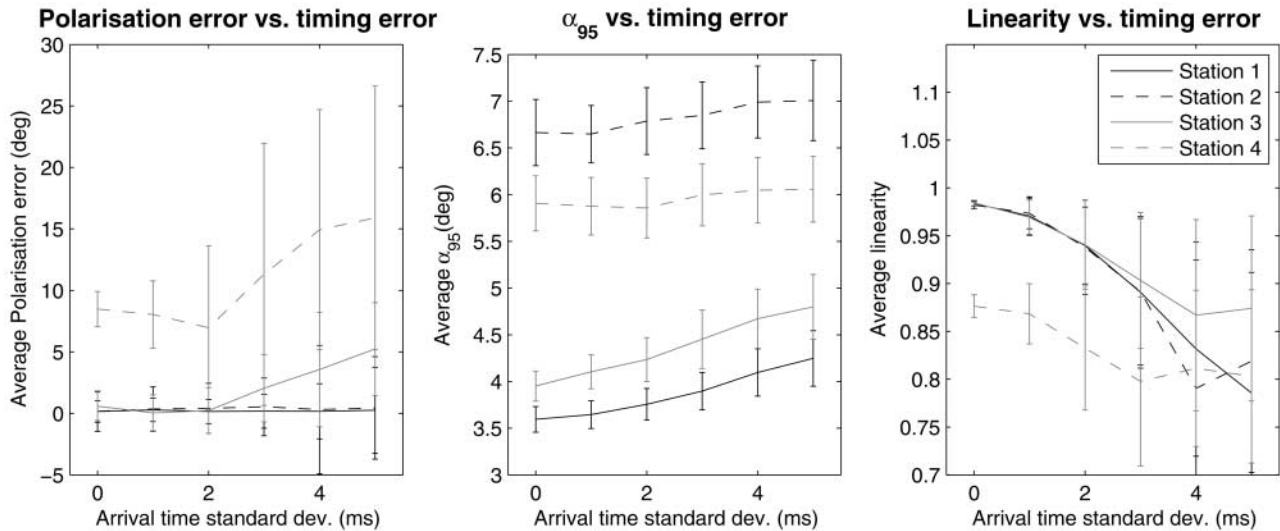 Polarisation error vs. timing error
30
25
20
15
10
5
0
−5
Average Polarisation error (deg)
0
2
4
Arrival time standard dev. (ms)
α95 vs. timing error
7.5
7
6.5
6
5.5
5
4.5
4
3.5
3
Average α95(deg)
0
2
4
Arrival time standard dev. (ms)
Linearity vs. timing error
1.1
1.05
1
0.95
0.9
0.85
0.8
0.75
0.7
Average linearity
0
2
4
Arrival time standard dev. (ms)
Station 1
Station 2
Station 3
Station 4